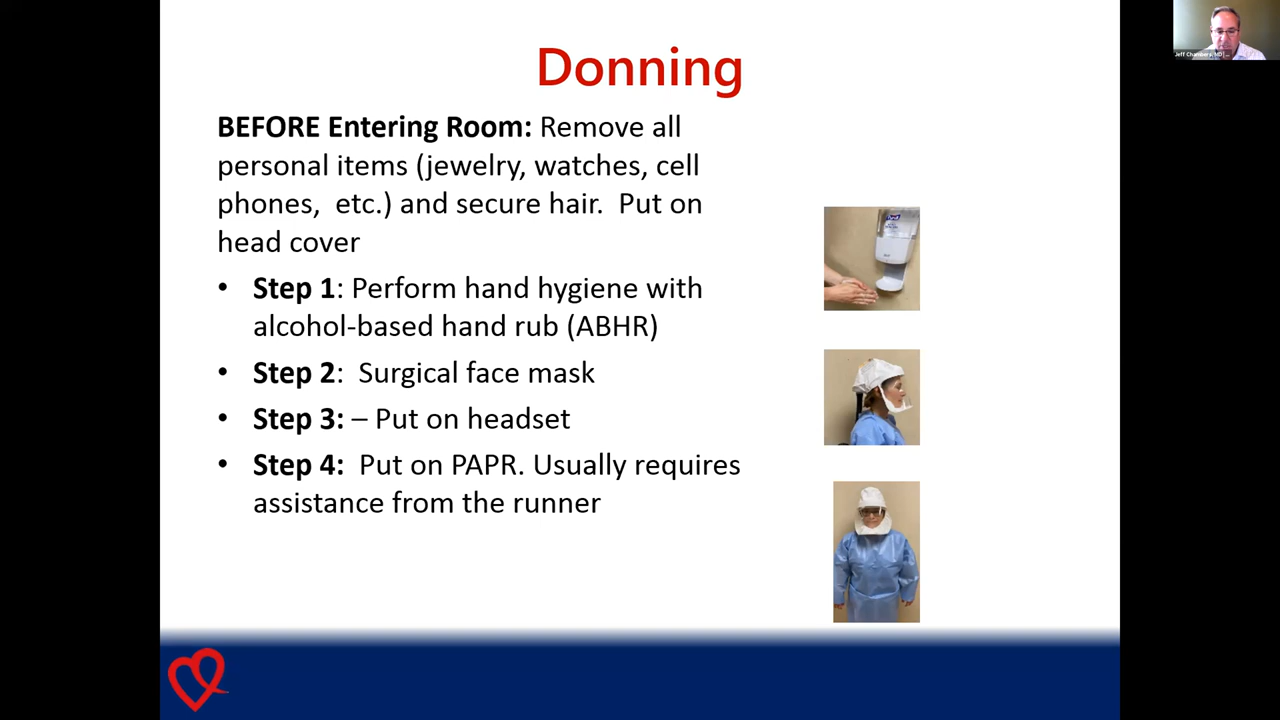 Donning
BEFORE Entering Room: Remove all
personal items (jewelry, watches, cell
phones,  etc.) and secure hair.  Put on
head cover
• Step 1: Perform hand hygiene with
alcohol-based hand rub (ABHR)
• Step 2:  Surgical face mask
• Step 3: – Put on headset
• Step 4:  Put on PAPR. Usually requires
assistance from the runner